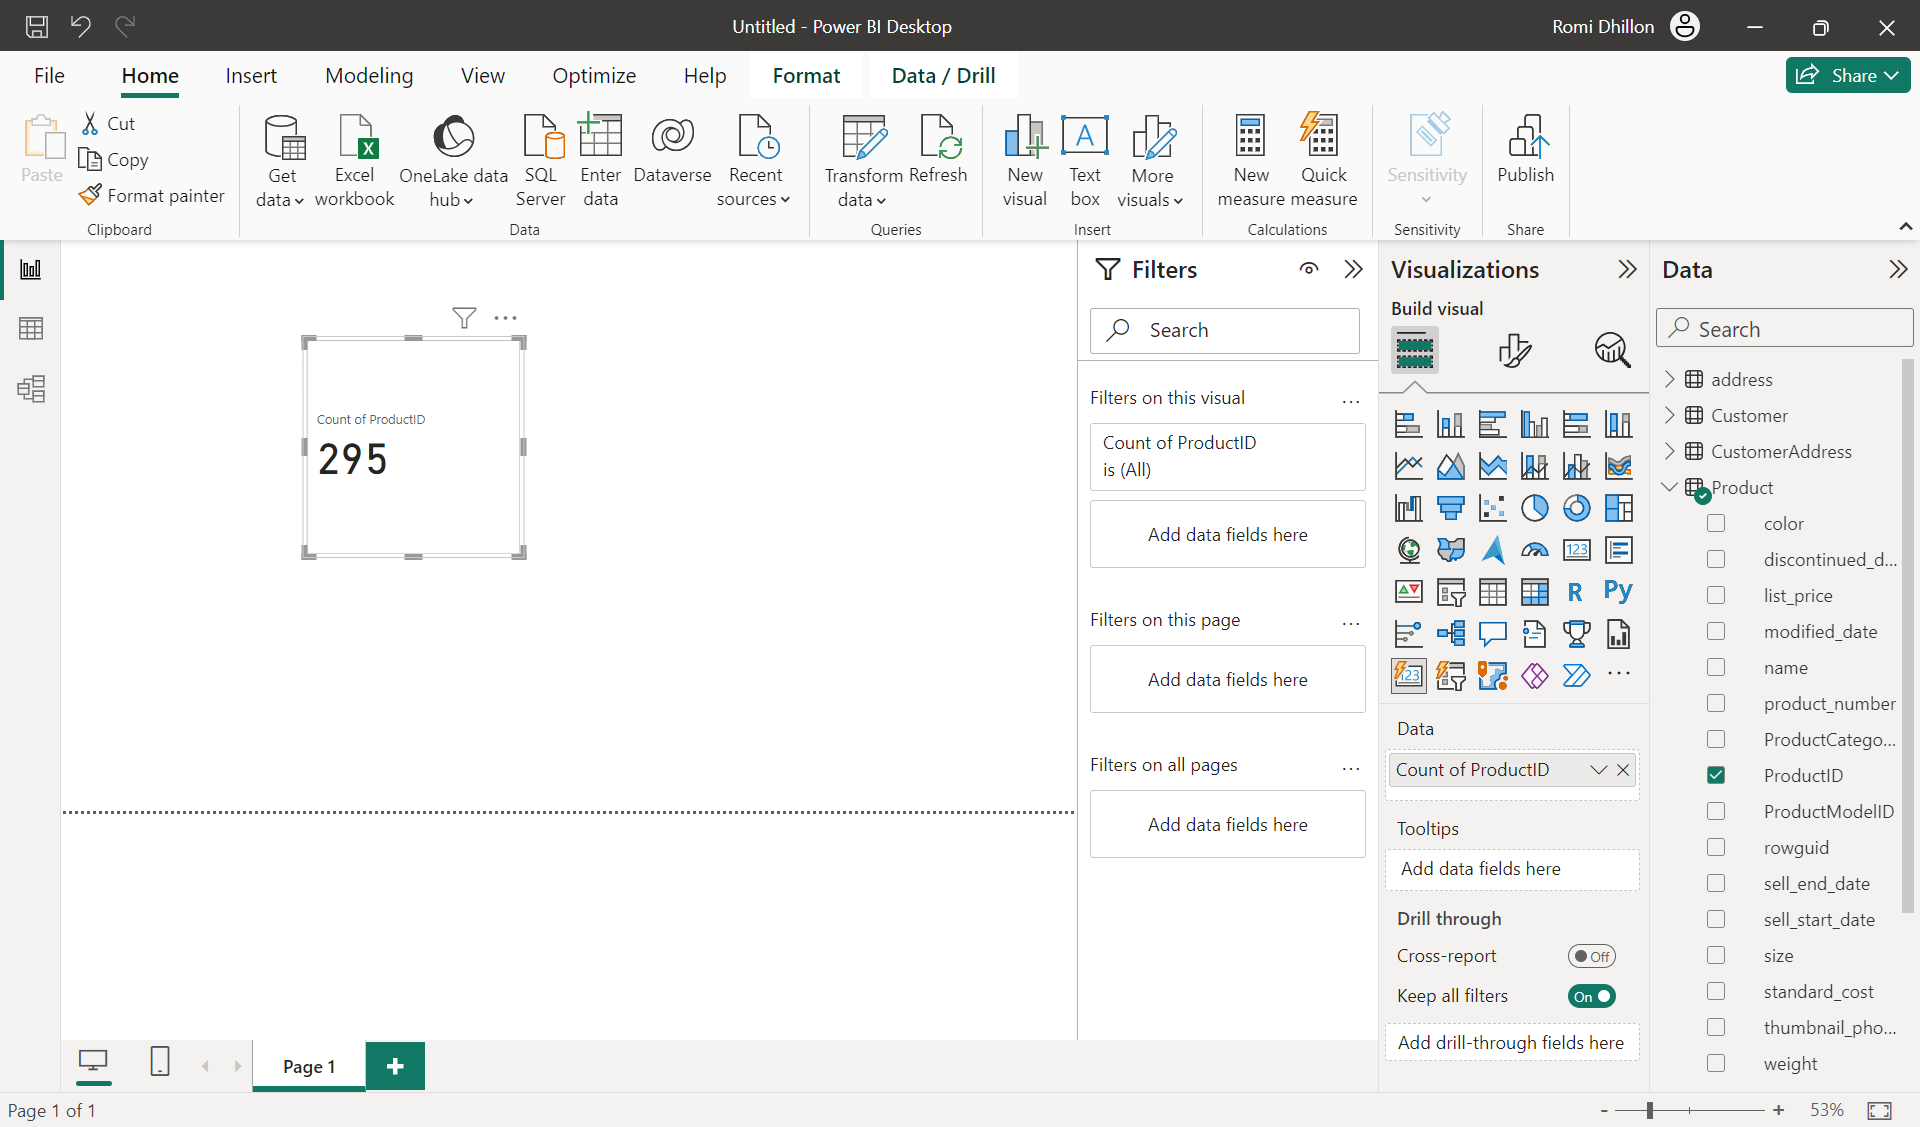 Untitled - Power BI Desktop
Romi Dhillon
File
Home
Insert
Modeling
View
Optimize
Help
Format
Data / Drill
Share
Paste
Cut
Copy
Format painter
Clipboard
Get data
Excel workbook
OneLake data hub
SQL Server
Enter data
Dataverse
Recent sources
Data
Transform data
Refresh
Queries
New visual
A
Text box
More visuals
Insert
New measure
Quick measure
Calculations
Sensitivity
Sensitivity
Publish
Share
Count of ProductID
295
Filters
Search
Filters on this visual
...
Count of ProductID
is (All)
Add data fields here
Filters on this page
...
Add data fields here
Filters on all pages
...
Add data fields here
Visualizations
Build visual
123
R
Py
123
...
Data
Count of ProductID
Tooltips
Add data fields here
Drill through
Cross-report
Off
Keep all filters
On
Add drill-through fields here
Data
Search
address
Customer
CustomerAddress
Product
color
discontinued_d...
list_price
modified_date
name
product_number
ProductCatego...
ProductID
ProductModelID
rowguid
sell_end_date
sell_start_date
size
standard_cost
thumbnail_pho...
weight
Page 1
+
Page 1 of 1
-
+
53%